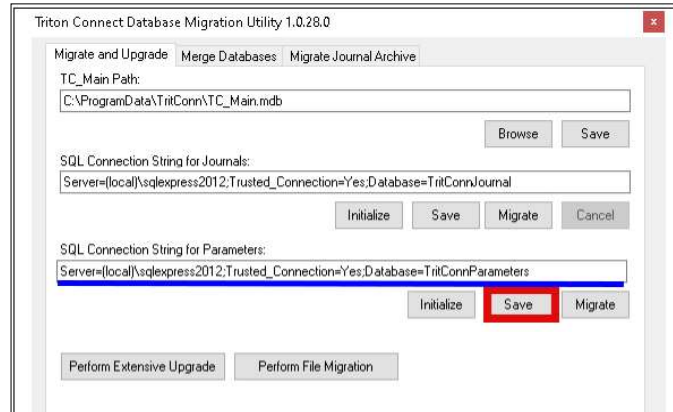 Triton Connect Database Migration Utility 1.0.28.0
x
Migrate and Upgrade Merge Databases Migrate Journal Archive
TC_Main Path:
C:\ProgramData\TritConn\TC_Main.mdb
Browse Save
SQL Connection String for Journals:
Server=(local)\sqlexpress2012;Trusted_Connection=Yes;Database=TritConnJournal
Initialize Save Migrate Cancel
SQL Connection String for Parameters:
Server=(local)\sqlexpress2012;Trusted_Connection=Yes;Database=TritConnParameters
Initialize Save Migrate
Perform Extensive Upgrade Perform File Migration